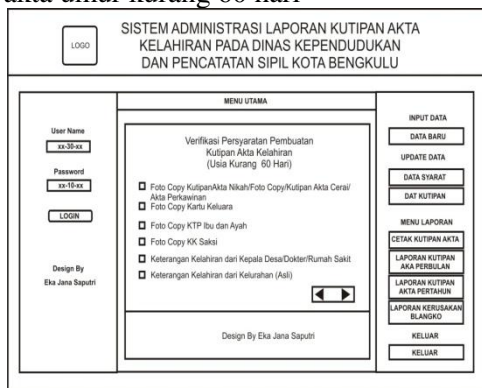 akta umur kurang 60 hari
LOGO
SISTEM ADMINISTRASI LAPORAN KUTIPAN AKTA
KELAHIRAN PADA DINAS KEPENDUDUKAN
DAN PENCATATAN SIPIL KOTA BENGKULU
User Name
xx-30-xx
Password
xx-10-xx
LOGIN
Design By
Eka Jana Saputri
MENU UTAMA
Verifikasi Persyaratan Pembuatan
Kutipan Akta Kelahiran
(Usia Kurang 60 Hari)
Foto Copy KutipanAkta Nikah/Foto Copy/Kutipan Akta Cerai/
Akta Perkawinan
Foto Copy Kartu Keluara
Foto Copy KTP Ibu dan Ayah
Foto Copy KK Saksi
Keterangan Kelahiran dari Kepala Desa/Dokter/Rumah Sakit
Keterangan Kelahiran dari Kelurahan (Asli)
Design By Eka Jana Saputri
INPUT DATA
DATA BARU
UPDATE DATA
DATA SYARAT
DAT KUTIPAN
MENU LAPORAN
CETAK KUTIPAN AKTA
LAPORAN KUTIPAN
AKA PERBULAN
LAPORAN KUTIPAN
AKTA PERTAHUN
LAPORAN KERUSAKAN
BLANGKO
KELUAR
KELUAR